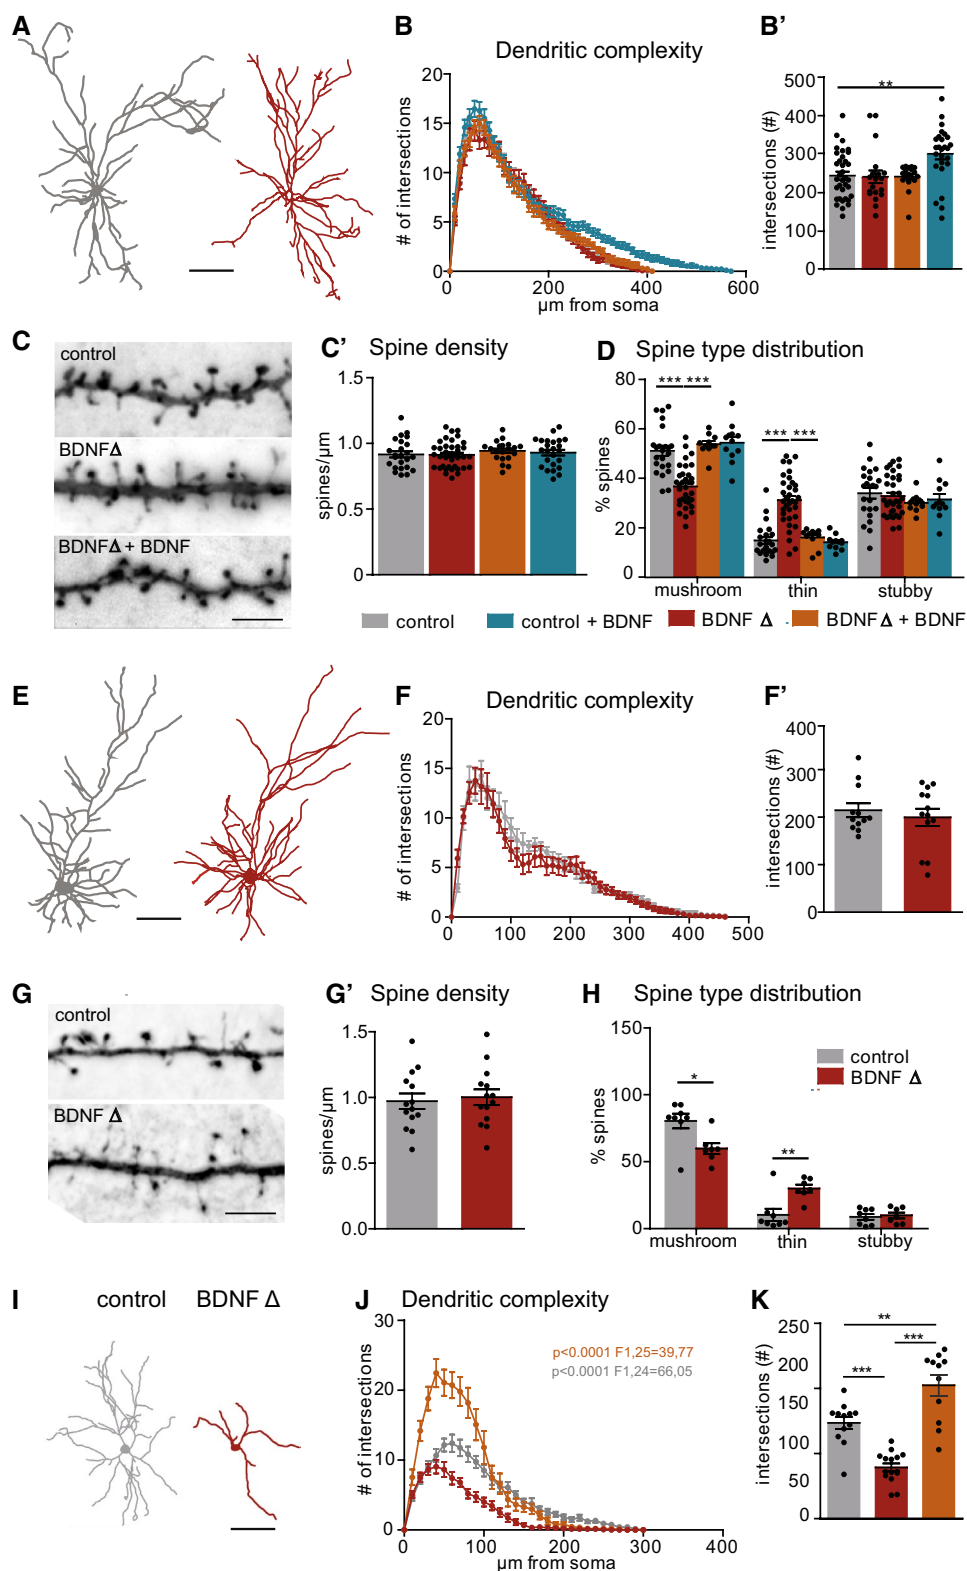 A
B
Dendritic complexity
B'
# of intersections
20
15
10
5
0
0
200
400
600
µm from soma
intersections (#)
500
400
300
200
100
0
**
C
control
BDNFΔ
BDNFΔ + BDNF
C' Spine density
spines/µm
1.5
1.0
0.5
0
D Spine type distribution
% spines
80
60
40
20
0
*** ***
*** ***
mushroom thin stubby
control control + BDNF BDNF Δ BDNFΔ + BDNF
E
F
Dendritic complexity
F'
# of intersections
20
15
10
5
0
0 100 200 300 400 500
intersections (#)
400
300
200
100
0
G
control
BDNF Δ
G' Spine density
spines/µm
1.5
1.0
0.5
0.0
H Spine type distribution
% spines
150
100
50
0
*
**
control
BDNF Δ
mushroom thin stubby
I
control BDNF Δ
J Dendritic complexity
# of intersections
30
20
10
0
p<0.0001 F1,25=39,77
p<0.0001 F1,24=66,05
0 100 200 300 400
µm from soma
K
intersections (#)
250
200
150
100
50
0
**
***
***